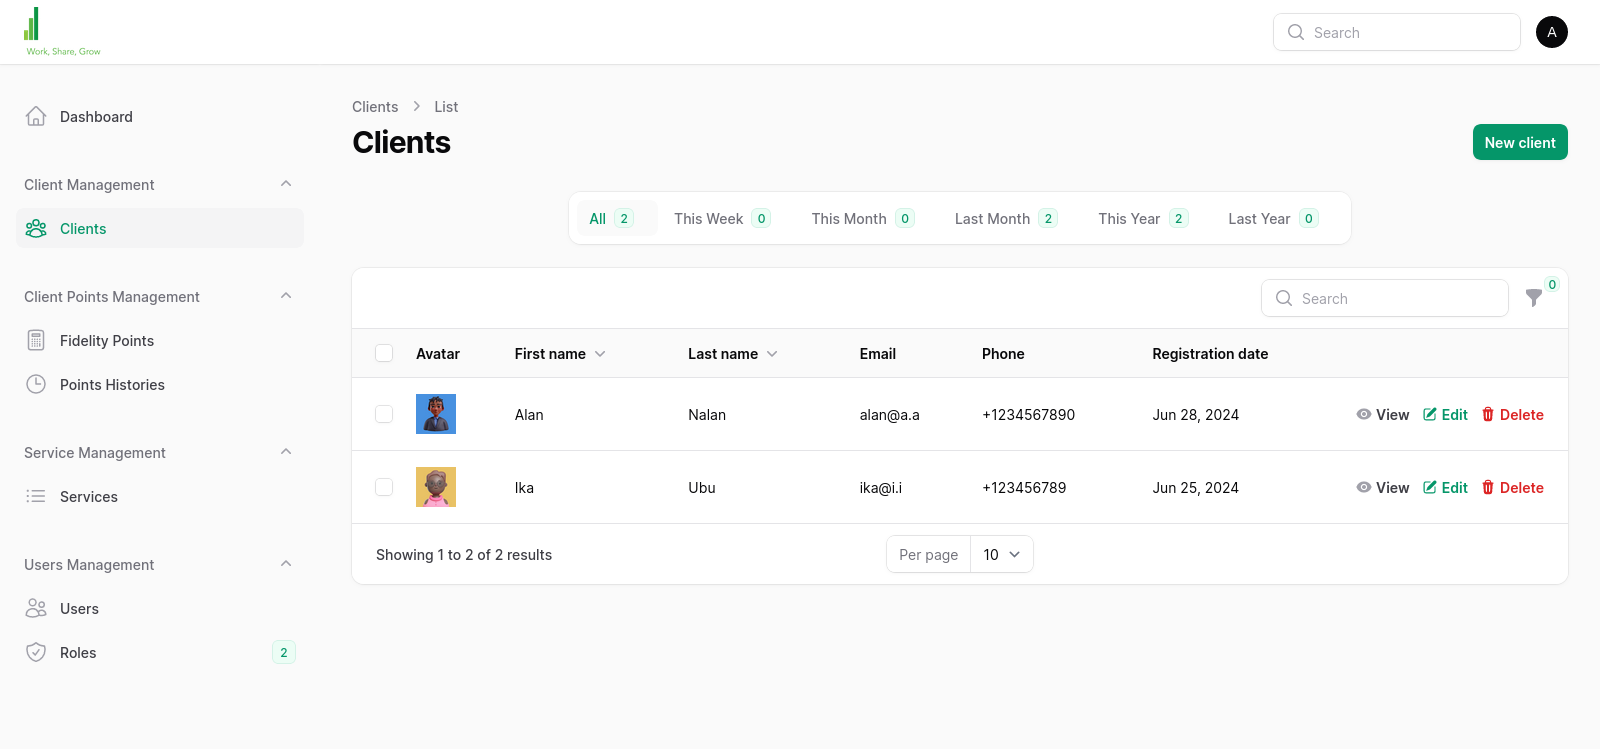 Work, Share, Grow
Search
A
Dashboard
Client Management
Clients
Client Points Management
Fidelity Points
Points Histories
Service Management
Services
Users Management
Users
Roles 2
Clients List
Clients
New client
All 2 This Week 0 This Month 0 Last Month 2 This Year 2 Last Year 0
Search 0
Avatar First name Last name Email Phone Registration date
Alan Nalan alan@a.a +1234567890 Jun 28, 2024 View Edit Delete
Ika Ubu ika@i.i +123456789 Jun 25, 2024 View Edit Delete
Showing 1 to 2 of 2 results Per page 10